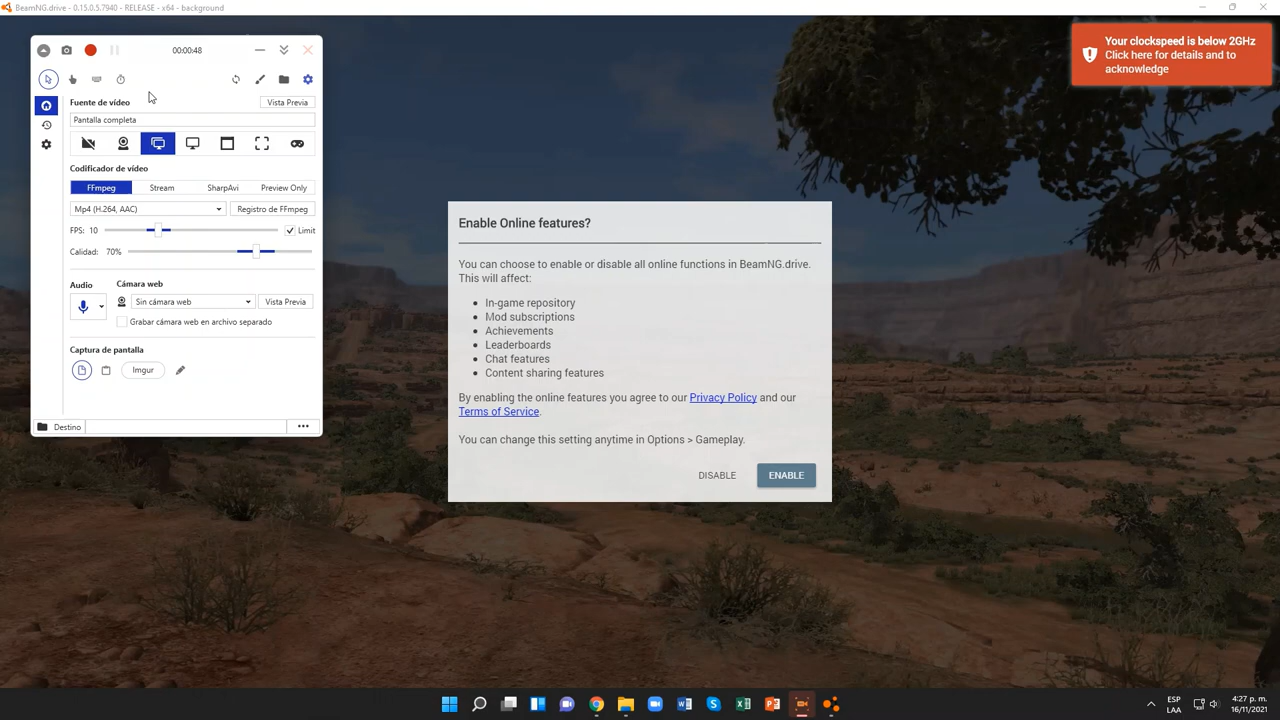 BeamNG.drive - 0.15.0.5.7940 - RELEASE - x64 - background
00:00:48
Fuente de vídeo
Vista Previa
Pantalla completa
Codificador de vídeo
FFmpeg
Stream
SharpAvi
Preview Only
Mp4 (H.264, AAC)
Registro de FFmpeg
FPS: 10
Limit
Calidad: 70%
Audio
Cámara web
Sin cámara web
Vista Previa
Grabar cámara web en archivo separado
Captura de pantalla
Imgur
Destino
Your clockspeed is below 2GHz
Click here for details and to
acknowledge
Enable Online features?
You can choose to enable or disable all online functions in BeamNG.drive.
This will affect:
In-game repository
Mod subscriptions
Achievements
Leaderboards
Chat features
Content sharing features
By enabling the online features you agree to our Privacy Policy and our
Terms of Service.
You can change this setting anytime in Options > Gameplay.
DISABLE
ENABLE
ESP
LAA
4:27 p. m.
16/11/2021